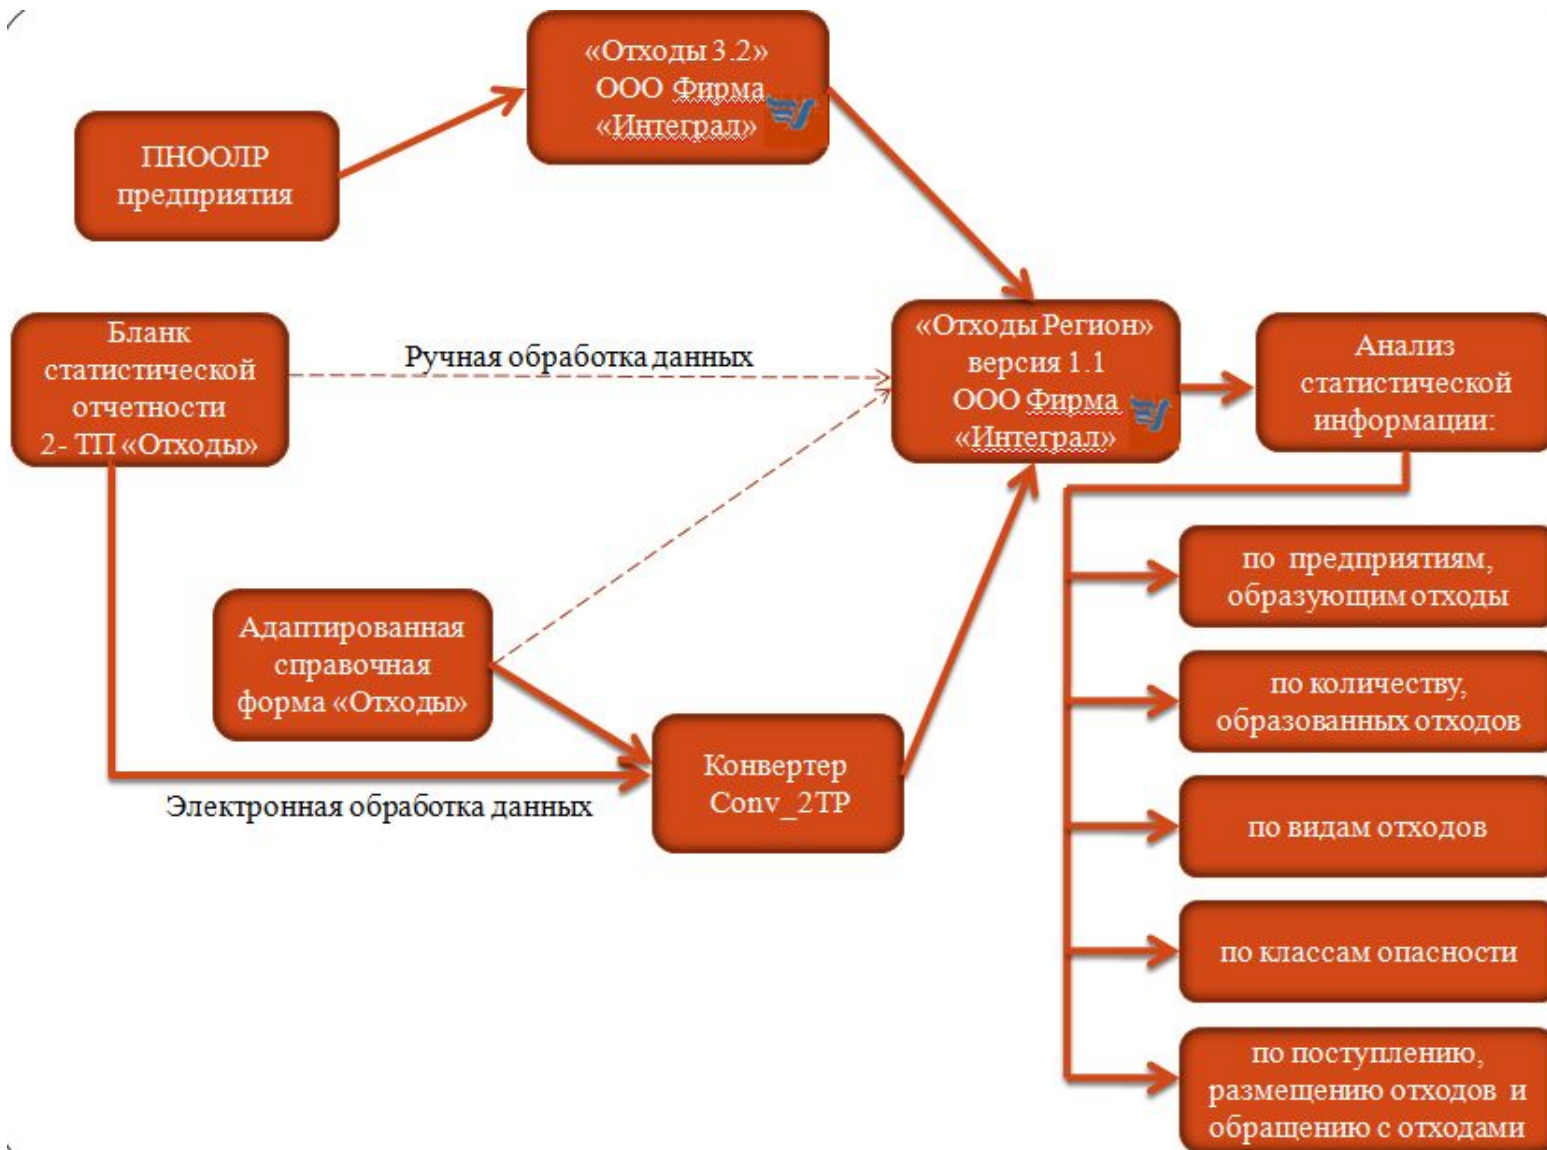 «Отходы 3.2»
ООО Фирма
«Интеграл»
ПНООЛР
предприятия
Бланк
статистической
отчетности
2- ТП «Отходы»
Ручная обработка данных
«Отходы Регион»
версия 1.1
ООО Фирма
«Интеграл»
Анализ
статистической
информации:
по предприятиям,
образующим отходы
Адаптированная
справочная
форма «Отходы»
по количеству,
образованных отходов
Конвертер
Conv_2TP
Электронная обработка данных
по видам отходов
по классам опасности
по поступлению,
размещению отходов и
обращению с отходами